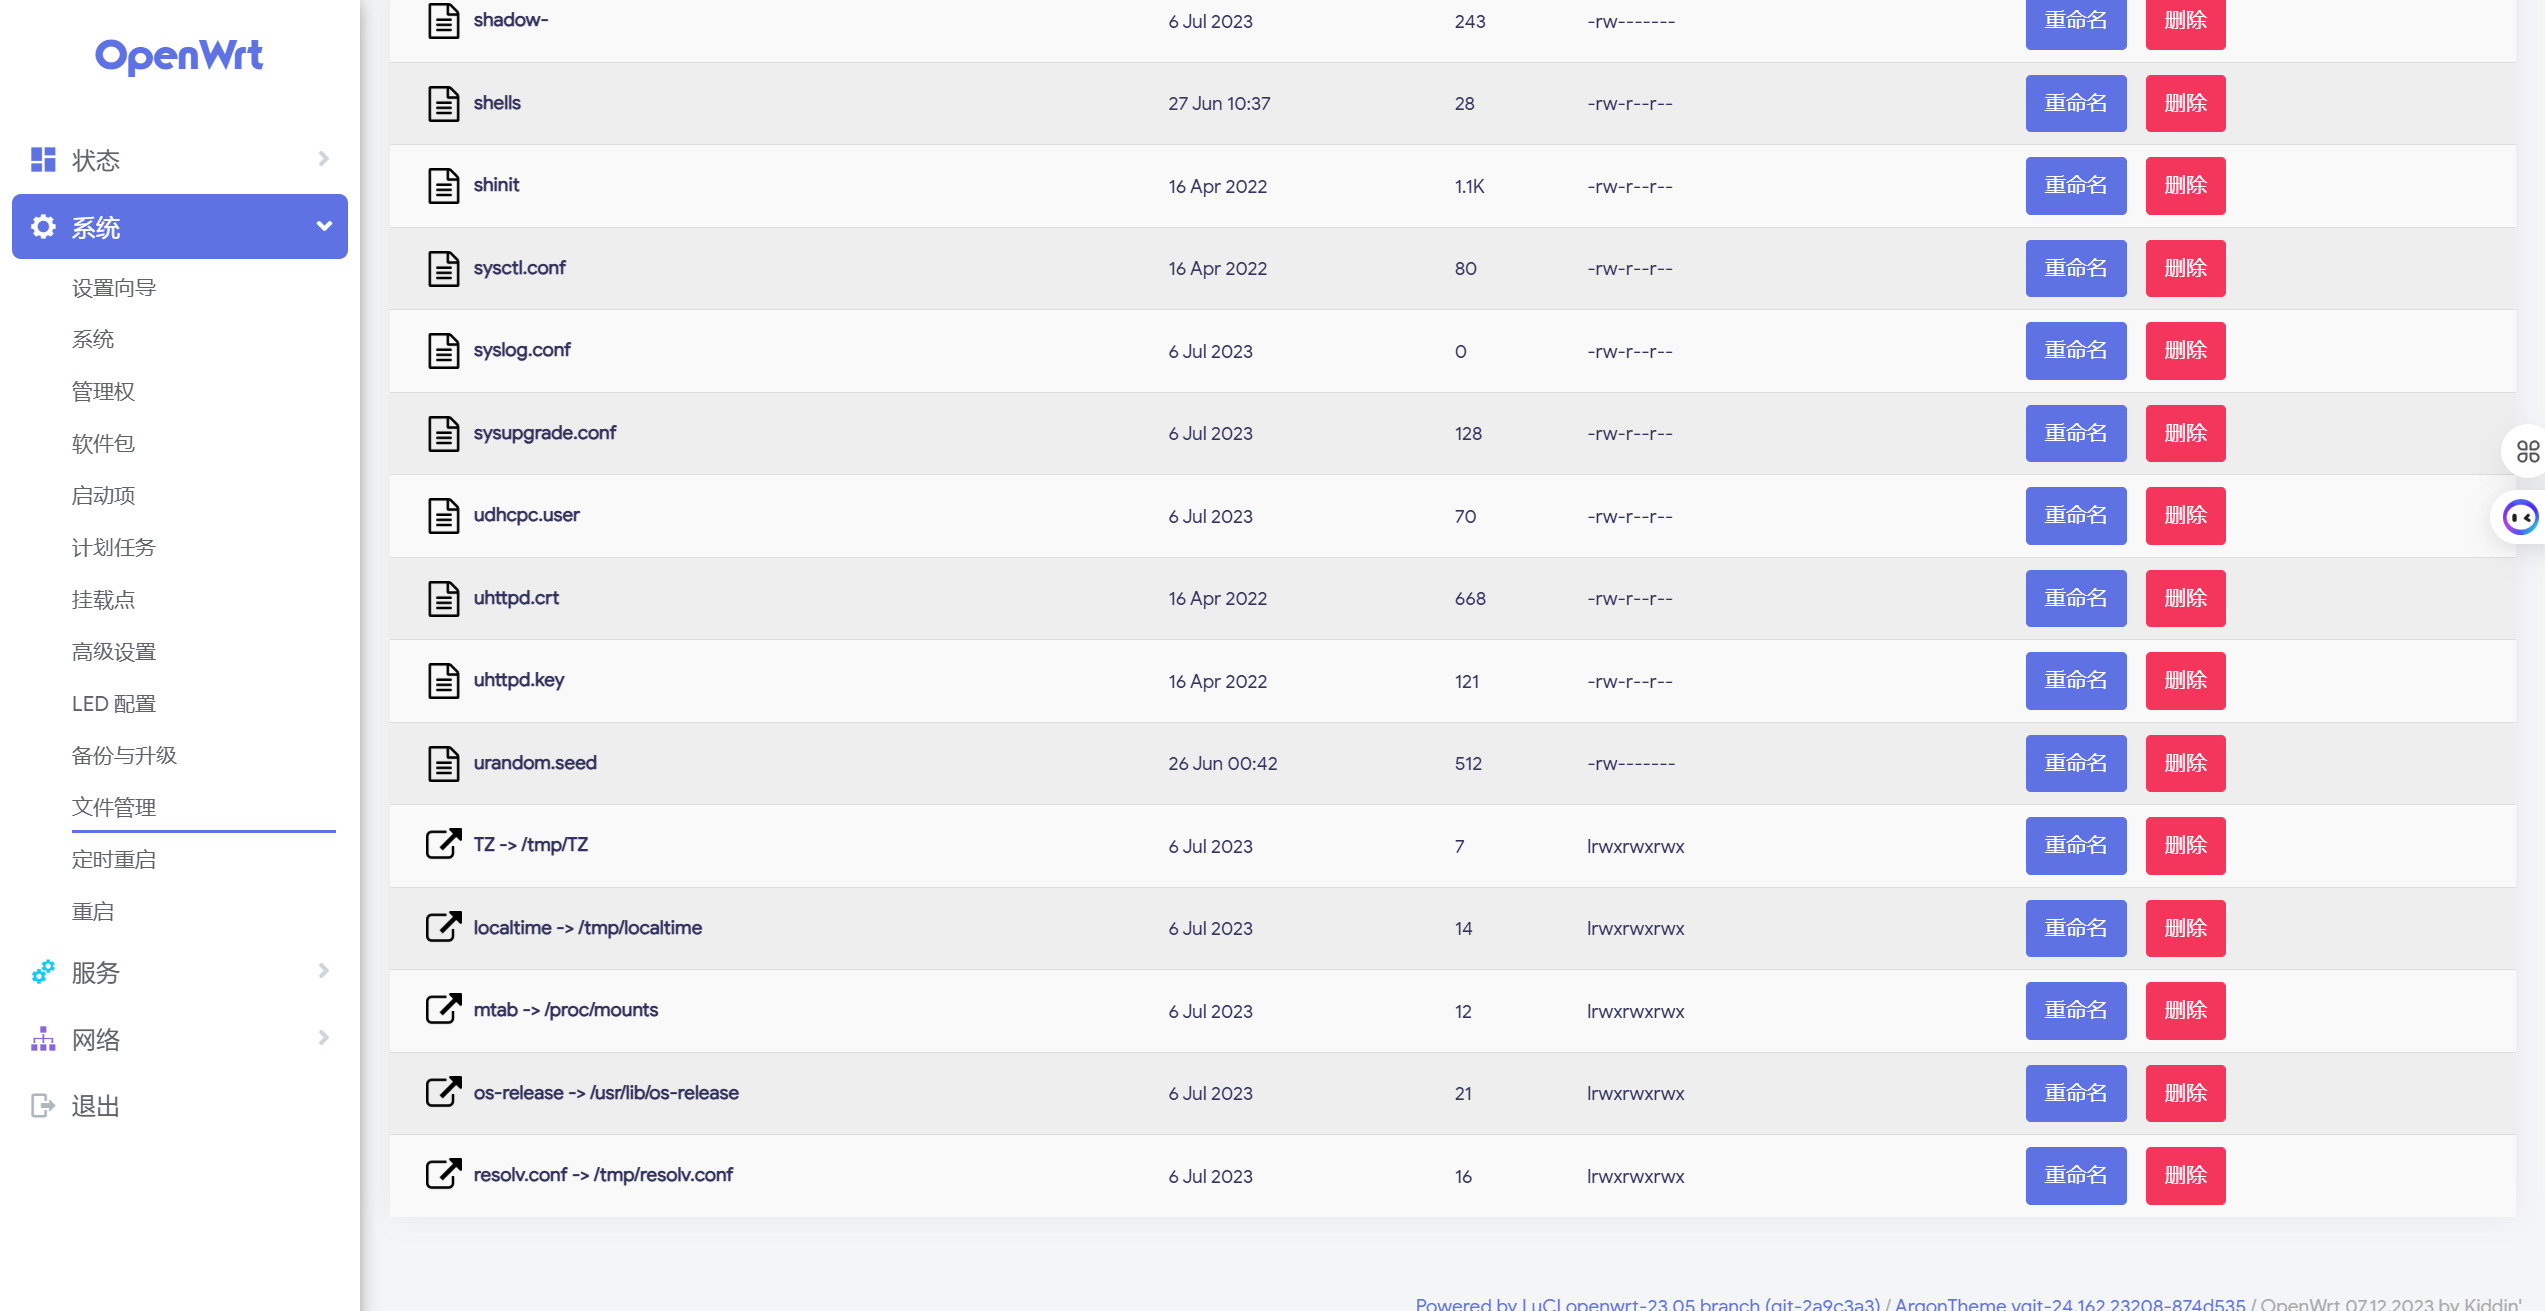 OpenWrt
状态
系统
设置向导
系统
管理权
软件包
启动项
计划任务
挂载点
高级设置
LED 配置
备份与升级
文件管理
定时重启
重启
服务
网络
退出
shadow- 6 Jul 2023 243 -rw------- 重命名 删除
shells 27 Jun 10:37 28 -rw-r--r-- 重命名 删除
shinit 16 Apr 2022 1.1K -rw-r--r-- 重命名 删除
sysctl.conf 16 Apr 2022 80 -rw-r--r-- 重命名 删除
syslog.conf 6 Jul 2023 0 -rw-r--r-- 重命名 删除
sysupgrade.conf 6 Jul 2023 128 -rw-r--r-- 重命名 删除
udhcpc.user 6 Jul 2023 70 -rw-r--r-- 重命名 删除
uhttpd.crt 16 Apr 2022 668 -rw-r--r-- 重命名 删除
uhttpd.key 16 Apr 2022 121 -rw-r--r-- 重命名 删除
urandom.seed 26 Jun 00:42 512 -rw------- 重命名 删除
TZ -> /tmp/TZ 6 Jul 2023 7 lrwxrwxrwx 重命名 删除
localtime -> /tmp/localtime 6 Jul 2023 14 lrwxrwxrwx 重命名 删除
mtab -> /proc/mounts 6 Jul 2023 12 lrwxrwxrwx 重命名 删除
os-release -> /usr/lib/os-release 6 Jul 2023 21 lrwxrwxrwx 重命名 删除
resolv.conf -> /tmp/resolv.conf 6 Jul 2023 16 lrwxrwxrwx 重命名 删除
Powered by LuCI openwrt-23.05 branch (git-2a9c3a3) / ArgonTheme vgit-24.162.23208-874d535 / OpenWrt 07.12.2023 by Kiddin'